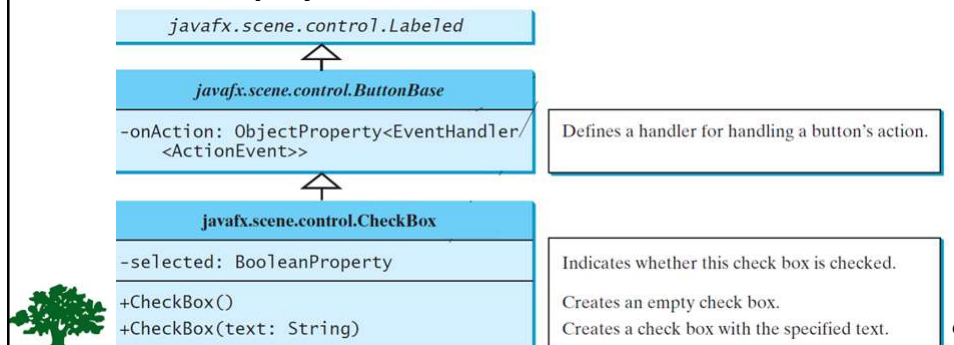 javafx.scene.control.Labeled
javafx.scene.control.ButtonBase
-onAction: ObjectProperty<EventHandler
<ActionEvent>>
Defines a handler for handling a button's action.
javafx.scene.control.CheckBox
-selected: BooleanProperty
Indicates whether this check box is checked.
+CheckBox()
Creates an empty check box.
+CheckBox(text: String)
Creates a check box with the specified text.